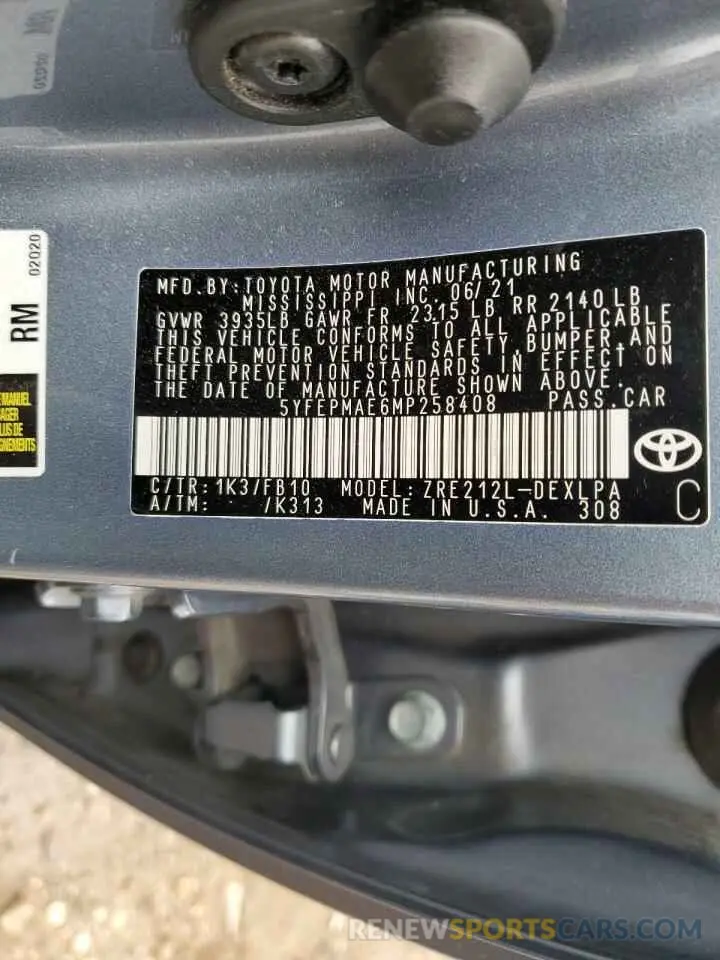 MFD.BY:TOYOTA MOTOR MANUFACTURING
MISSISSIPPI INC. 06/21
GVWR 3935LB GAWR FR 2315 LB RR 2140LB
THIS VEHICLE CONFORMS TO ALL APPLICABLE
FEDERAL MOTOR VEHICLE SAFETY,BUMPER,AND
THEFT PREVENTION STANDARDS IN EFFECT ON
THE DATE OF MANUFACTURE SHOWN ABOVE.
5YFEPMAE6MP258408 PASS.CAR
C/TR:1K3/FB10 MODEL:ZRE212L-DEXLPA
A/TM: /K313 MADE IN U.S.A. 308
C
RM
02020
RENEWSPORTSCARS.COM